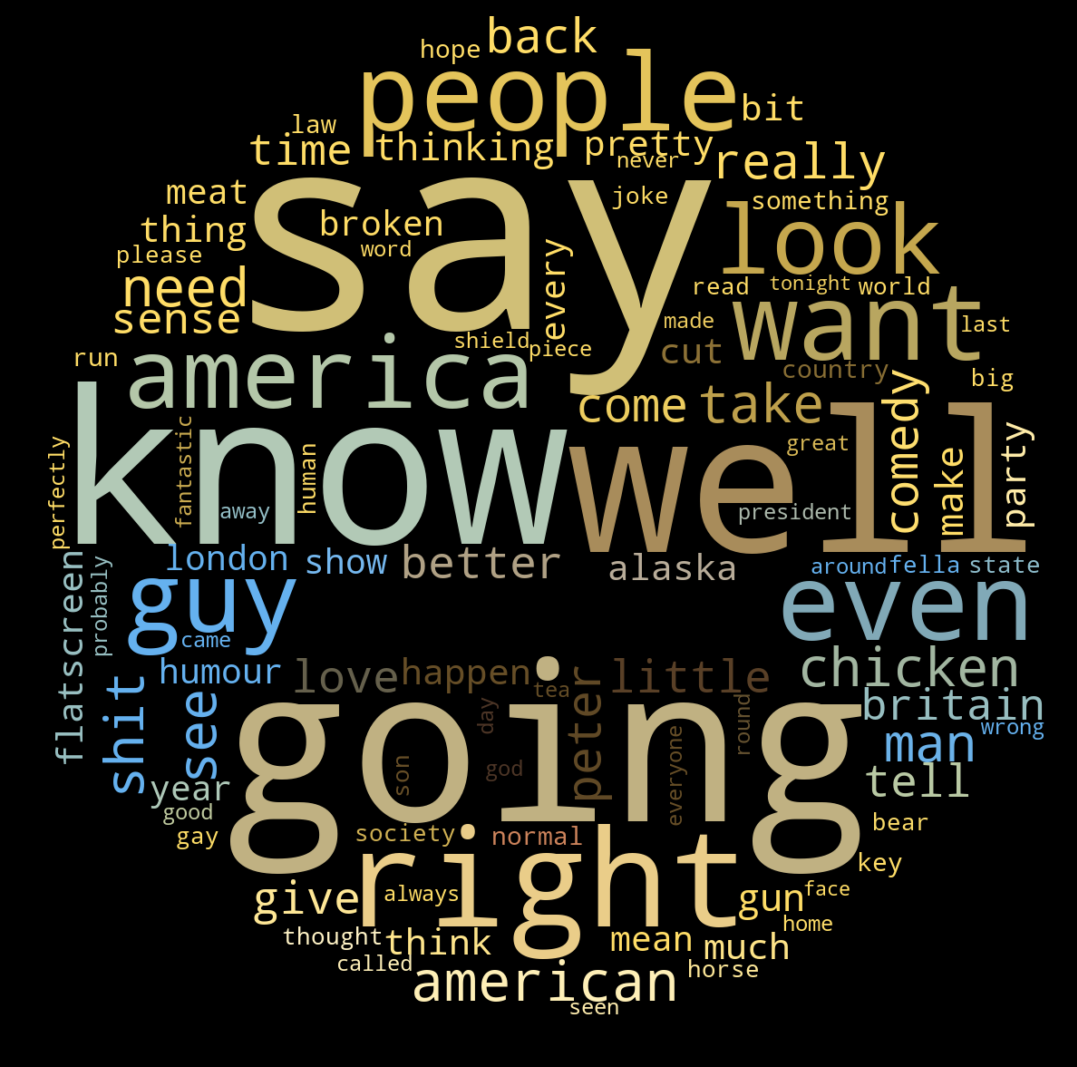 hope back
people bit
law
time thinking pretty never really
meat say joke something
thing broken
please word every look
need read tonight world
sense shield piece made want last
run america cut country big
come take comedy
know well great
perfectly fantastic away human president make party
london show better alaska around fella state
flatscreen probably guy came even
humour love happen tea little chicken
shit see going day peter britain
son god everyone round man wrong
year tell
good
gay society normal bear
right key
give always gun face
home
thought think mean much
called american horse
seen